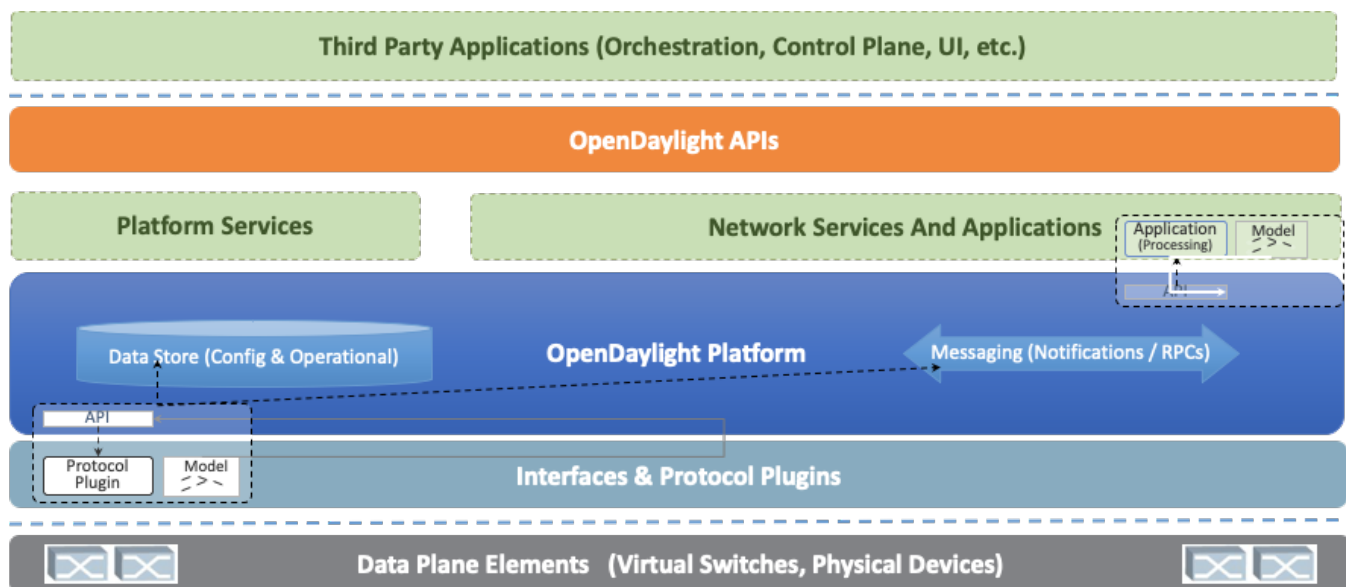 Third Party Applications (Orchestration, Control Plane, UI, etc.)
OpenDaylight APIs
Platform Services
Network Services And Applications
Application
(Processing)
Model
API
Data Store (Config & Operational)
OpenDaylight Platform
Messaging (Notifications / RPCs)
API
Protocol
Plugin
Model
Interfaces & Protocol Plugins
Data Plane Elements (Virtual Switches, Physical Devices)